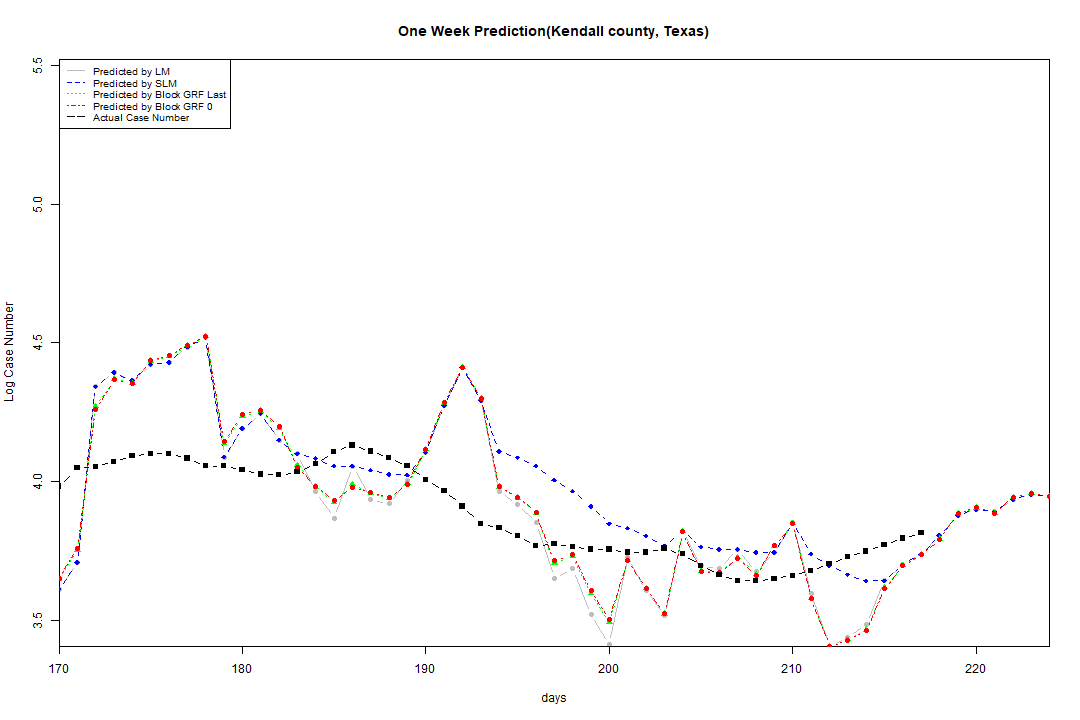 One Week Prediction(Kendall county, Texas)
5.5
5.0
4.5
4.0
3.5
Log Case Number
Predicted by LM
Predicted by SLM
Predicted by Block GRF Last
Predicted by Block GRF 0
Actual Case Number
170
180
190
200
210
220
days